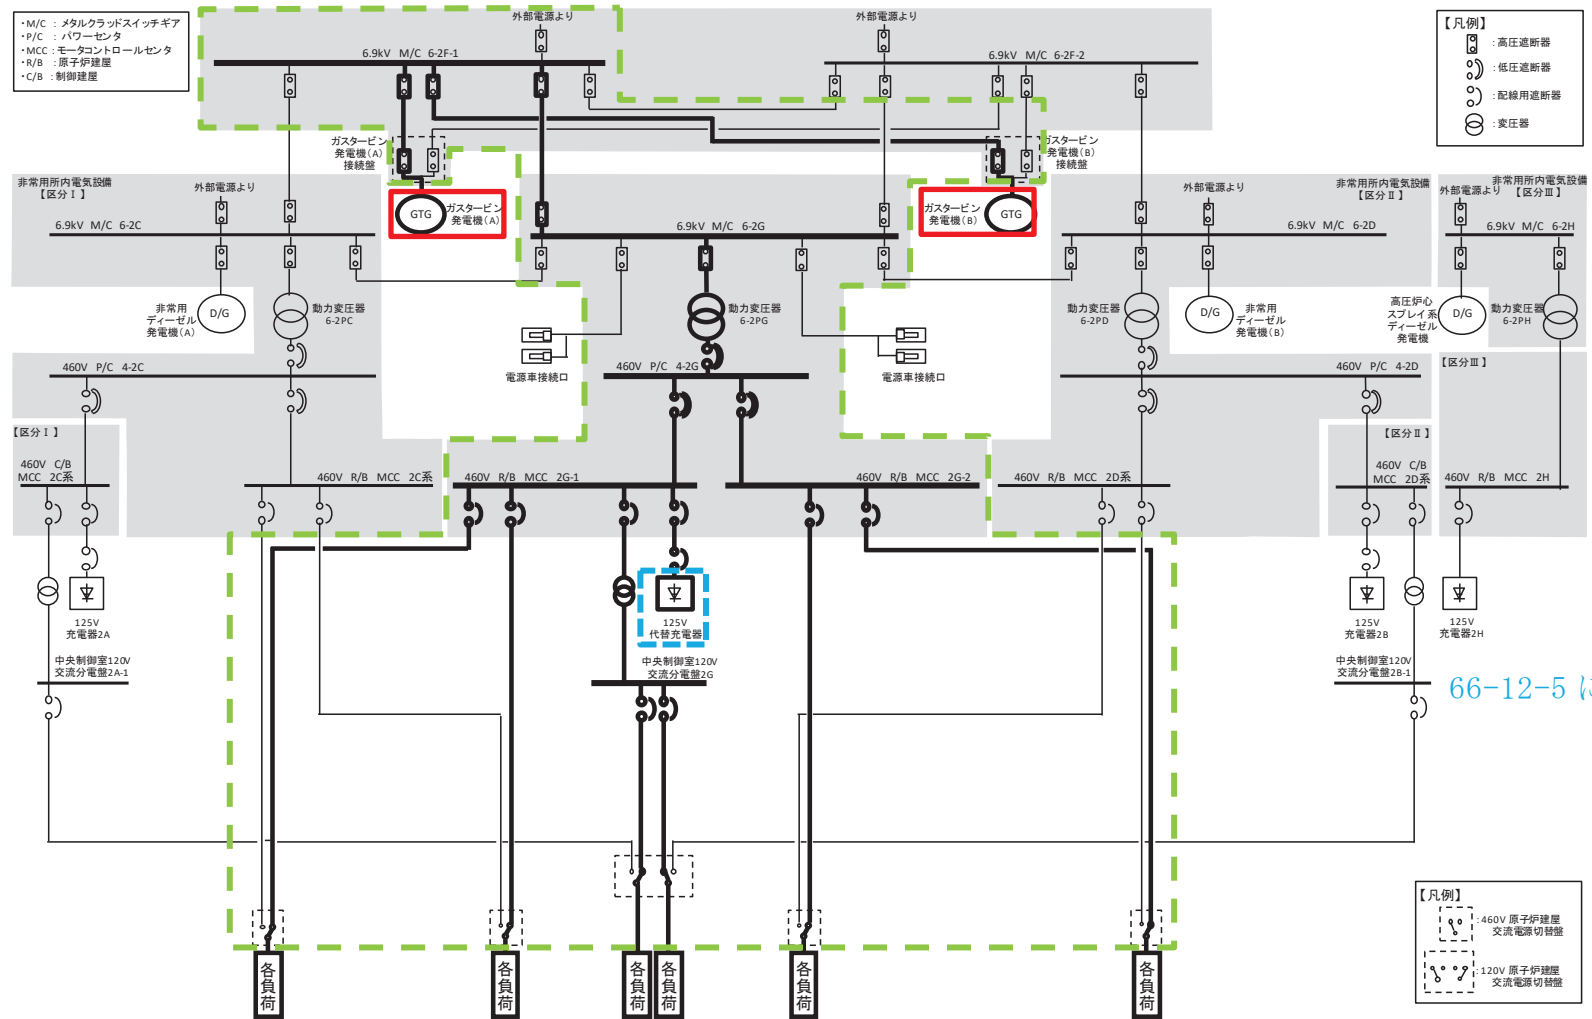 ・M/C ： メタルクラッドスイッチギア
・P/C ： パワーセンタ
・MCC：モータコントロールセンタ
・R/B ：原子炉建屋
・C/B ：制御建屋
外部電源より
外部電源より
6.9kV M/C 6-2F-1
6.9kV M/C 6-2F-2
【凡例】
：高圧遮断器
：低圧遮断器
：配線用遮断器
：変圧器
ガスタービン
発電機(A)
接続盤
ガスタービン
発電機(B)
接続盤
非常用所内電気設備
【区分Ⅰ】
外部電源より
6.9kV M/C 6-2C
GTG
ガスタービン
発電機(A)
6.9kV M/C 6-2G
ガスタービン
発電機(B)
GTG
外部電源より
非常用所内電気設備
【区分Ⅱ】
6.9kV M/C 6-2D
非常用所内電気設備
【区分Ⅲ】
外部電源より
6.9kV M/C 6-2H
非常用
ディーゼル
発電機(A)
D/G
動力変圧器
6-2PC
動力変圧器
6-2PG
電源車接続口
電源車接続口
動力変圧器
6-2PD
D/G
非常用
ディーゼル
発電機(B)
高圧炉心
スプレイ系
ディーゼル
発電機
D/G
動力変圧器
6-2PH
460V P/C 4-2C
460V P/C 4-2G
460V P/C 4-2D
【区分Ⅲ】
【区分Ⅰ】
460V C/B
MCC 2C系
460V R/B MCC 2C系
460V R/B MCC 2G-1
460V R/B MCC 2G-2
460V R/B MCC 2D系
【区分Ⅱ】
460V C/B
MCC 2D系
460V R/B MCC 2H
125V
充電器2A
125V
代替充電器
125V
充電器2B
125V
充電器2H
中央制御室120V
交流分電盤2A-1
中央制御室120V
交流分電盤2G
中央制御室120V
交流分電盤2B-1
66-12-5 に
【凡例】
：460V 原子炉建屋
交流電源切替盤
：120V 原子炉建屋
交流電源切替盤
各負荷
各負荷
各負荷
各負荷
各負荷
各負荷